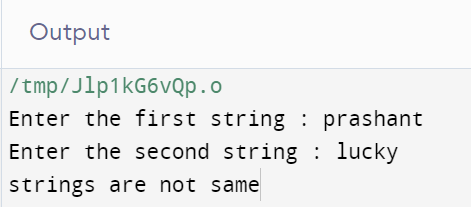 Output
/tmp/Jlp1kG6vQp.o
Enter the first string : prashant
Enter the second string : lucky
strings are not same